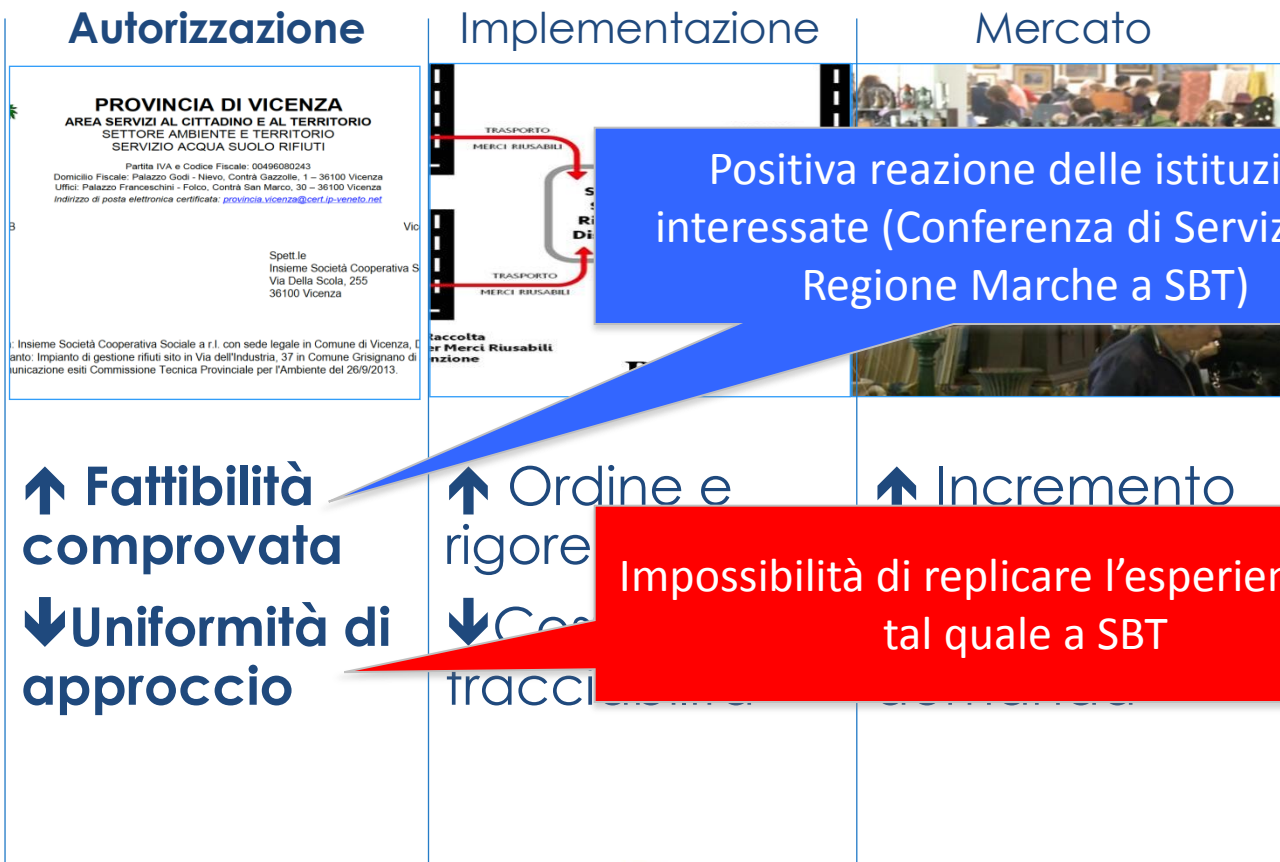 Autorizzazione
Implementazione
Mercato
PROVINCIA DI VICENZA
AREA SERVIZI AL CITTADINO E AL TERRITORIO
SETTORE AMBIENTE E TERRITORIO
SERVIZIO ACQUA SUOLO RIFIUTI
Partita IVA e Codice Fiscale: 00496080243
Domicilio Fiscale: Palazzo Godi - Nievo, Contrà Gazzolle, 1 – 36100 Vicenza
Uffici: Palazzo Franceschini - Folco, Contrà San Marco, 30 – 36100 Vicenza
Indirizzo di posta elettronica certificata: provincia.vicenza@cert.ip-veneto.net
Vic
Spett.le
Insieme Società Cooperativa S
Via Della Scola, 255
36100 Vicenza
: Insieme Società Cooperativa Sociale a r.l. con sede legale in Comune di Vicenza,
anto: Impianto di gestione rifiuti sito in Via dell'Industria, 37 in Comune Grisignano di
unicazione esiti Commissione Tecnica Provinciale per l'Ambiente del 26/9/2013.
TRASPORTO
MERCI RIUSABILI
TRASPORTO
MERCI RIUSABILI
accolta
er Merci Riusabili
nzione
Positiva reazione delle istituzi
interessate (Conferenza di Serviz
Regione Marche a SBT)
↑ Fattibilità
comprovata
↓Uniformità di
approccio
↑ Ordine e
rigore
↑ Incremento
Impossibilità di replicare l'esperien
tal quale a SBT